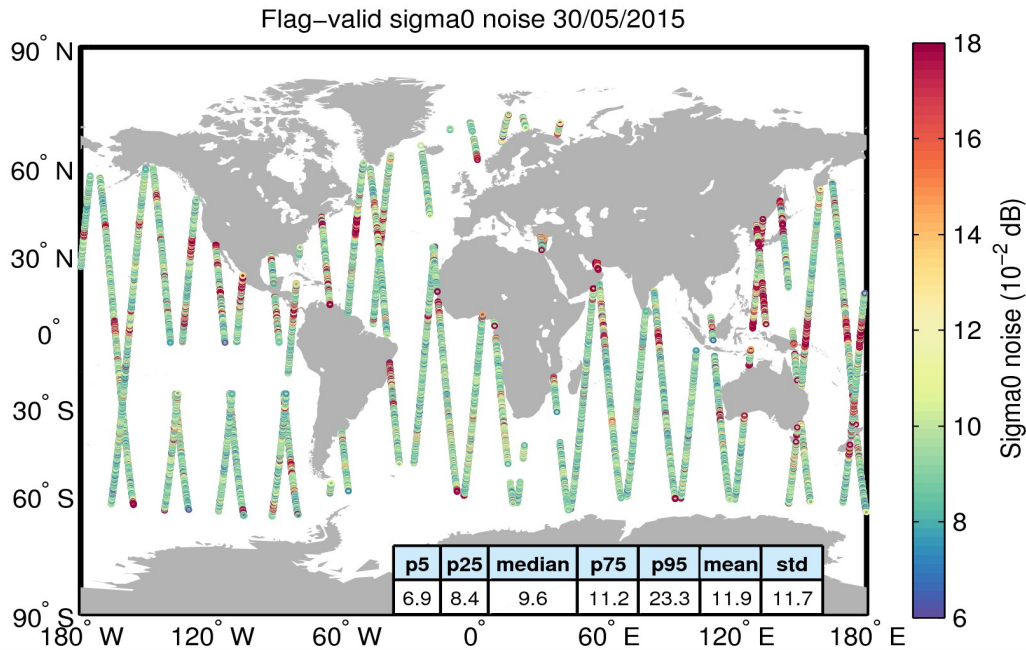 Flag−valid sigma0 noise 30/05/2015
90° N
60° N
30° N
0°
30° S
60° S
90° S
180° W
120° W
60° W
0°
60° E
120° E
180° E
p5 p25 median p75 p95 mean std
6.9 8.4 9.6 11.2 23.3 11.9 11.7
18
16
14
12
10
8
6
Sigma0 noise (10⁻² dB)